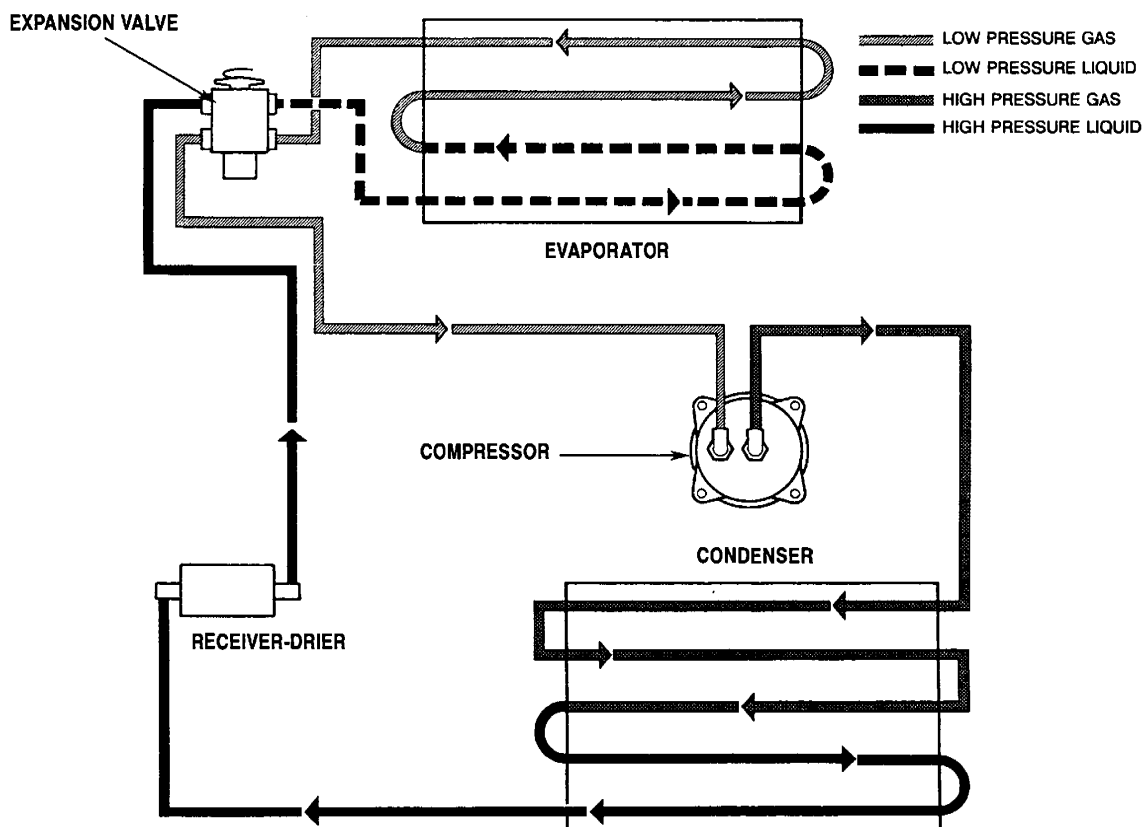 EXPANSION VALVE
LOW PRESSURE GAS
LOW PRESSURE LIQUID
HIGH PRESSURE GAS
HIGH PRESSURE LIQUID
EVAPORATOR
COMPRESSOR
CONDENSER
RECEIVER-DRIER